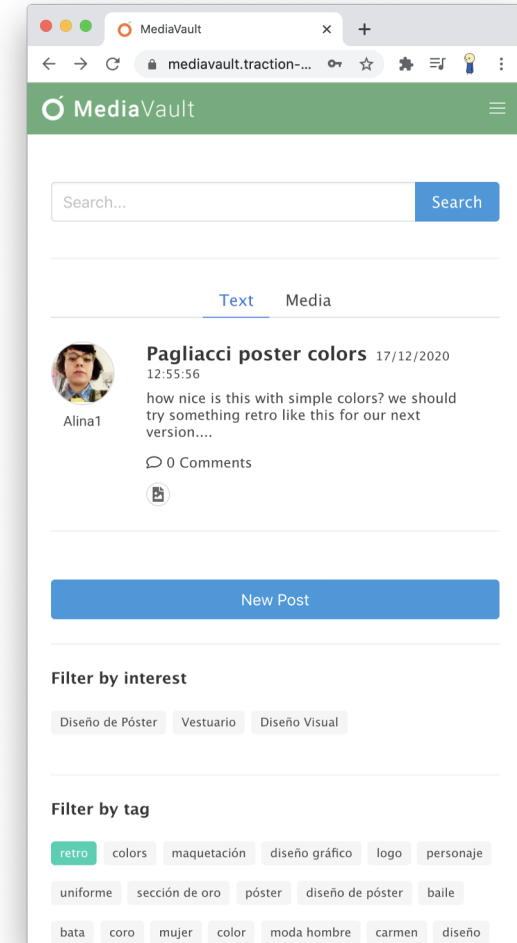 MediaVault
mediavault.traction-...
MediaVault
Search... Search
Text Media
Pagliacci poster colors 17/12/2020
12:55:56
how nice is this with simple colors? we should
try something retro like this for our next
version....
Alina1
0 Comments
New Post
Filter by interest
Diseño de Póster Vestuario Diseño Visual
Filter by tag
retro colors maquetación diseño gráfico logo personaje
uniforme sección de oro póster diseño de póster baile
bata coro mujer color moda hombre carmen diseño